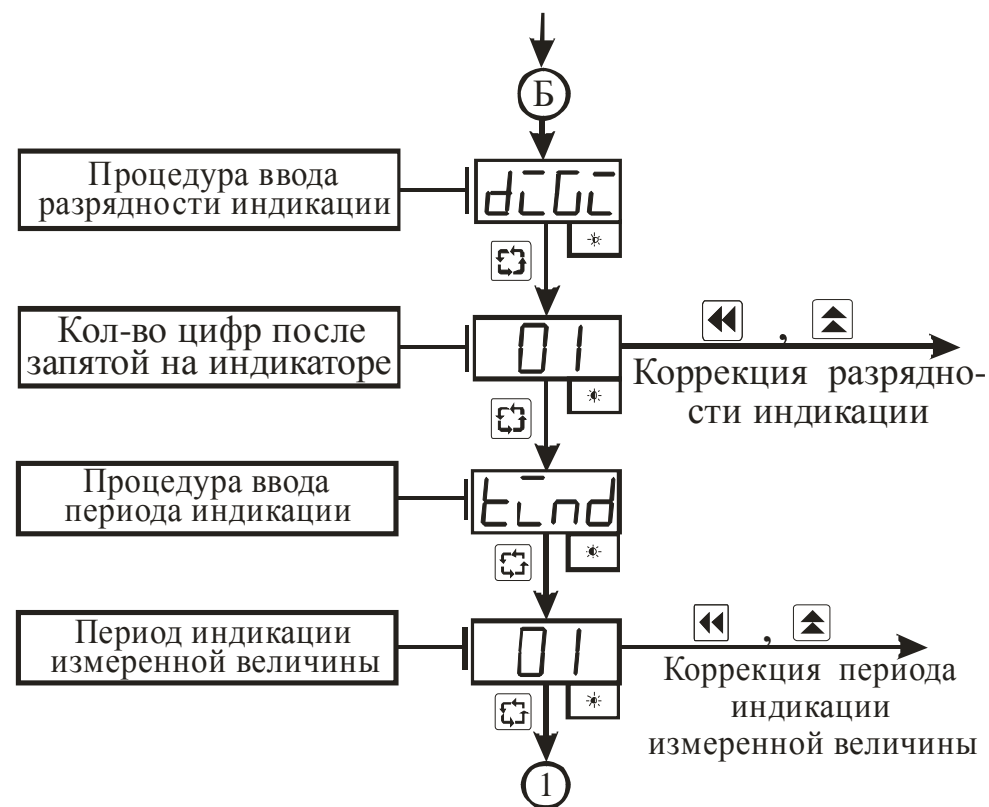 Б
Процедура ввода
разрядности индикации
diGi
Кол-во цифр после
запятой на индикаторе
01
,
Коррекция разрядно-
сти индикации
Процедура ввода
периода индикации
tind
Период индикации
измеренной величины
01
,
Коррекция периода
индикации
измеренной величины
1